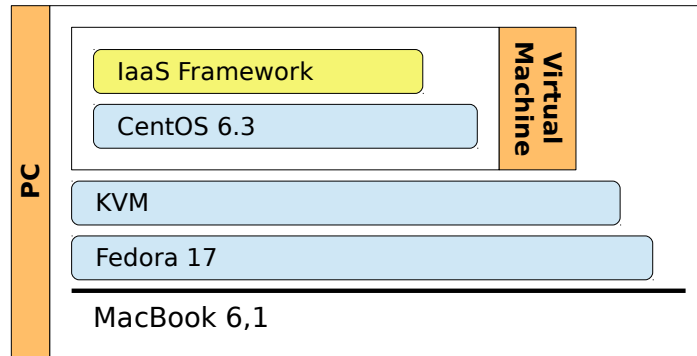 PC
IaaS Framework
CentOS 6.3
Virtual
Machine
KVM
Fedora 17
MacBook 6,1